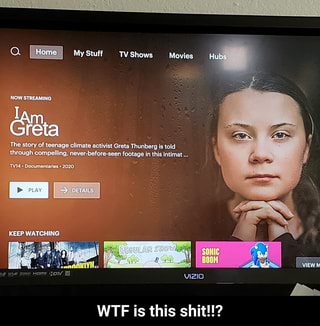 Home My Stuff TV Shows Movies Hubs
NOW STREAMING
I Am
Greta
The story of teenage climate activist Greta Thunberg is told
through compelling, never-before-seen footage in this intimat ...
TV14 • Documentaries • 2020
PLAY DETAILS
KEEP WATCHING
SONIC
BOOM
VIEW M
VIZIO
WTF is this shit!!?